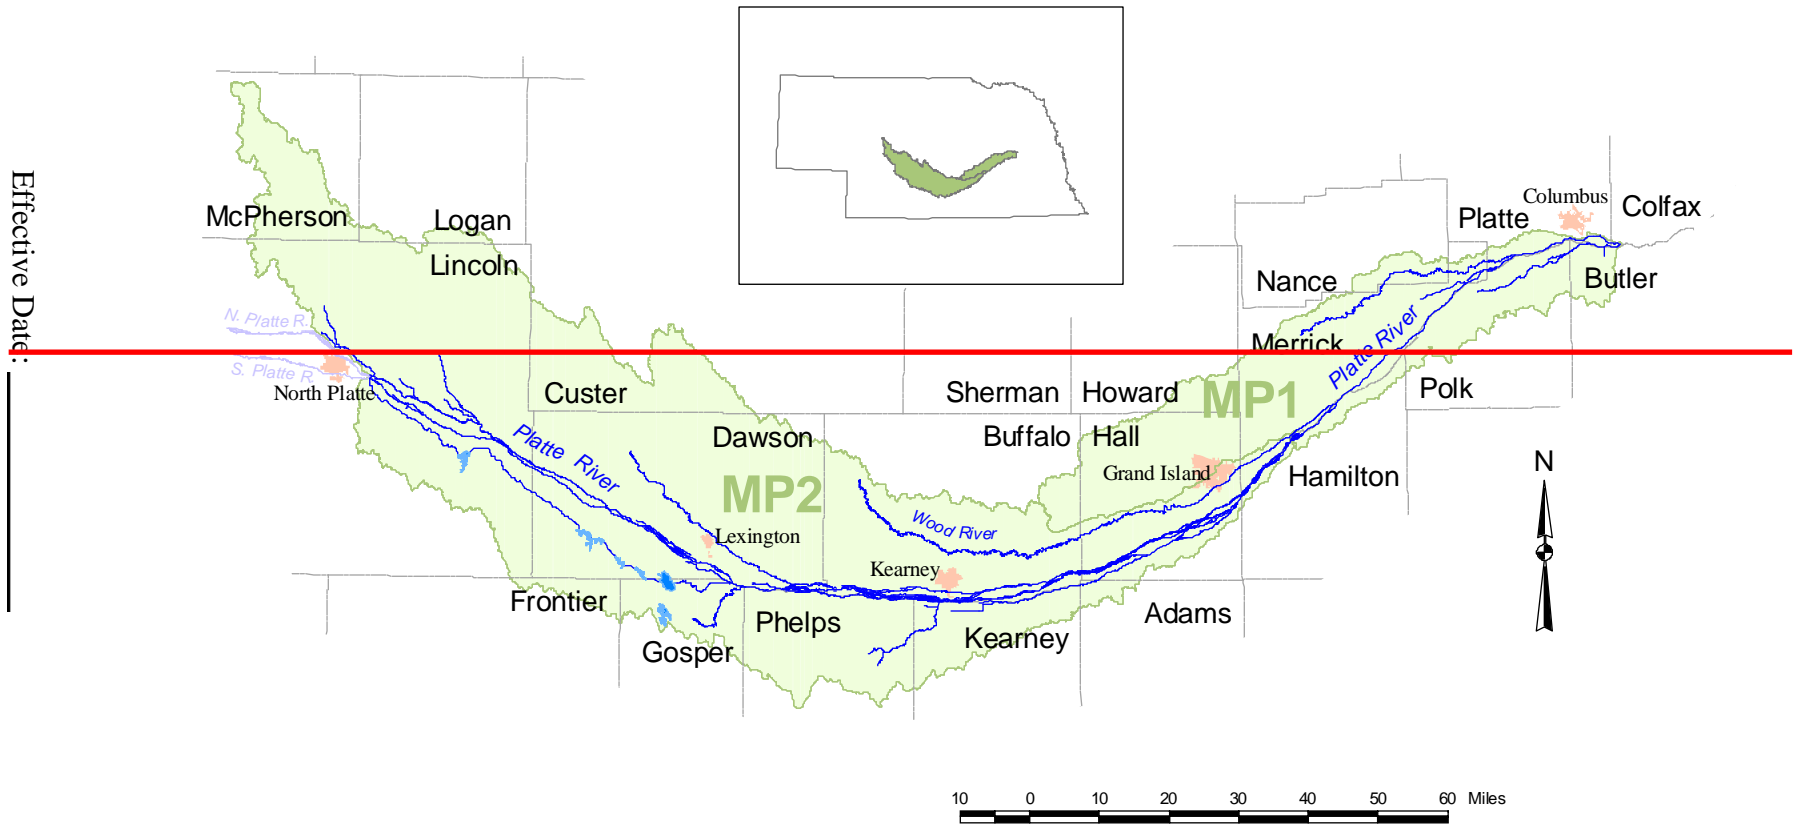 Effective Date:
Columbus
Colfax
Platte
McPherson
Logan
Lincoln
Nance
Butler
N. Platte R.
Merrick
Platte River
S. Platte R.
North Platte
Custer
Sherman
Howard
MP1
Polk
Dawson
Buffalo
Hall
Platte River
Grand Island
Hamilton
N
MP2
Wood River
Lexington
Kearney
Frontier
Phelps
Adams
Kearney
Gosper
10 0 10 20 30 40 50 60 Miles